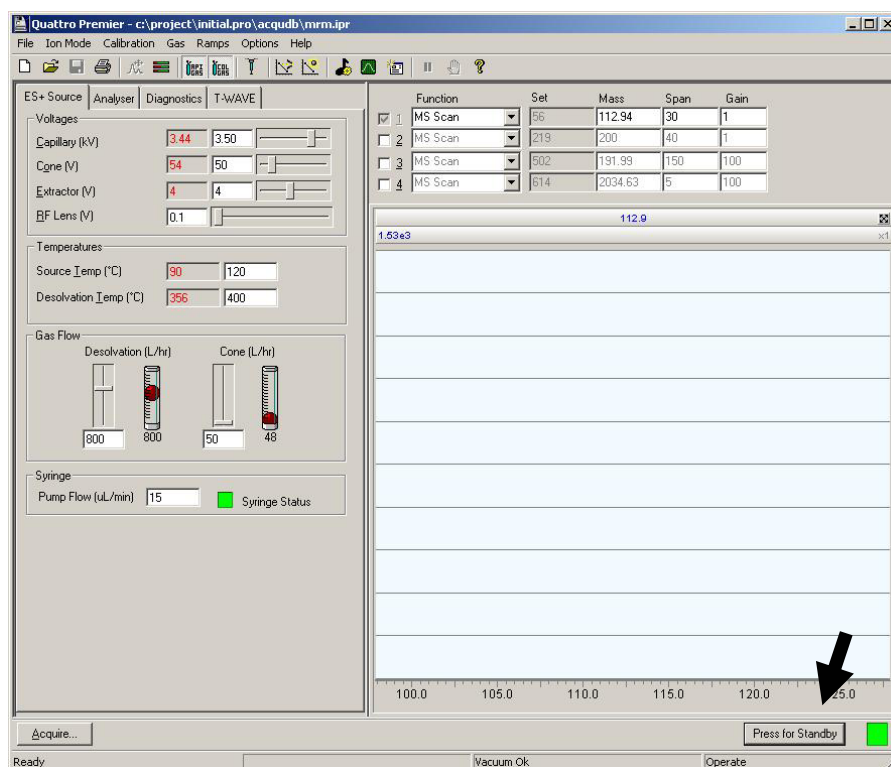 Quattro Premier - c:\project\initial.pro\acqudb\mrm.ipr
File Ion Mode Calibration Gas Ramps Options Help
API GAS COL GAS
ES+ Source Analyser Diagnostics T-WAVE
Voltages
Capillary (kV) 3.44 3.50
Cone (V) 54 50
Extractor (V) 4 4
RF Lens (V) 0.1
Temperatures
Source Temp (°C) 90 120
Desolvation Temp (°C) 356 400
Gas Flow
Desolvation (L/hr) Cone (L/hr)
800 800 50 48
Syringe
Pump Flow (uL/min) 15 Syringe Status
Function Set Mass Span Gain
1 MS Scan 56 112.94 30 1
2 MS Scan 219 200 40 1
3 MS Scan 502 191.99 150 100
4 MS Scan 614 2034.63 5 100
112.9
1.53e3 x1
100.0 105.0 110.0 115.0 120.0 25.0
Acquire... Press for Standby
Ready Vacuum Ok Operate